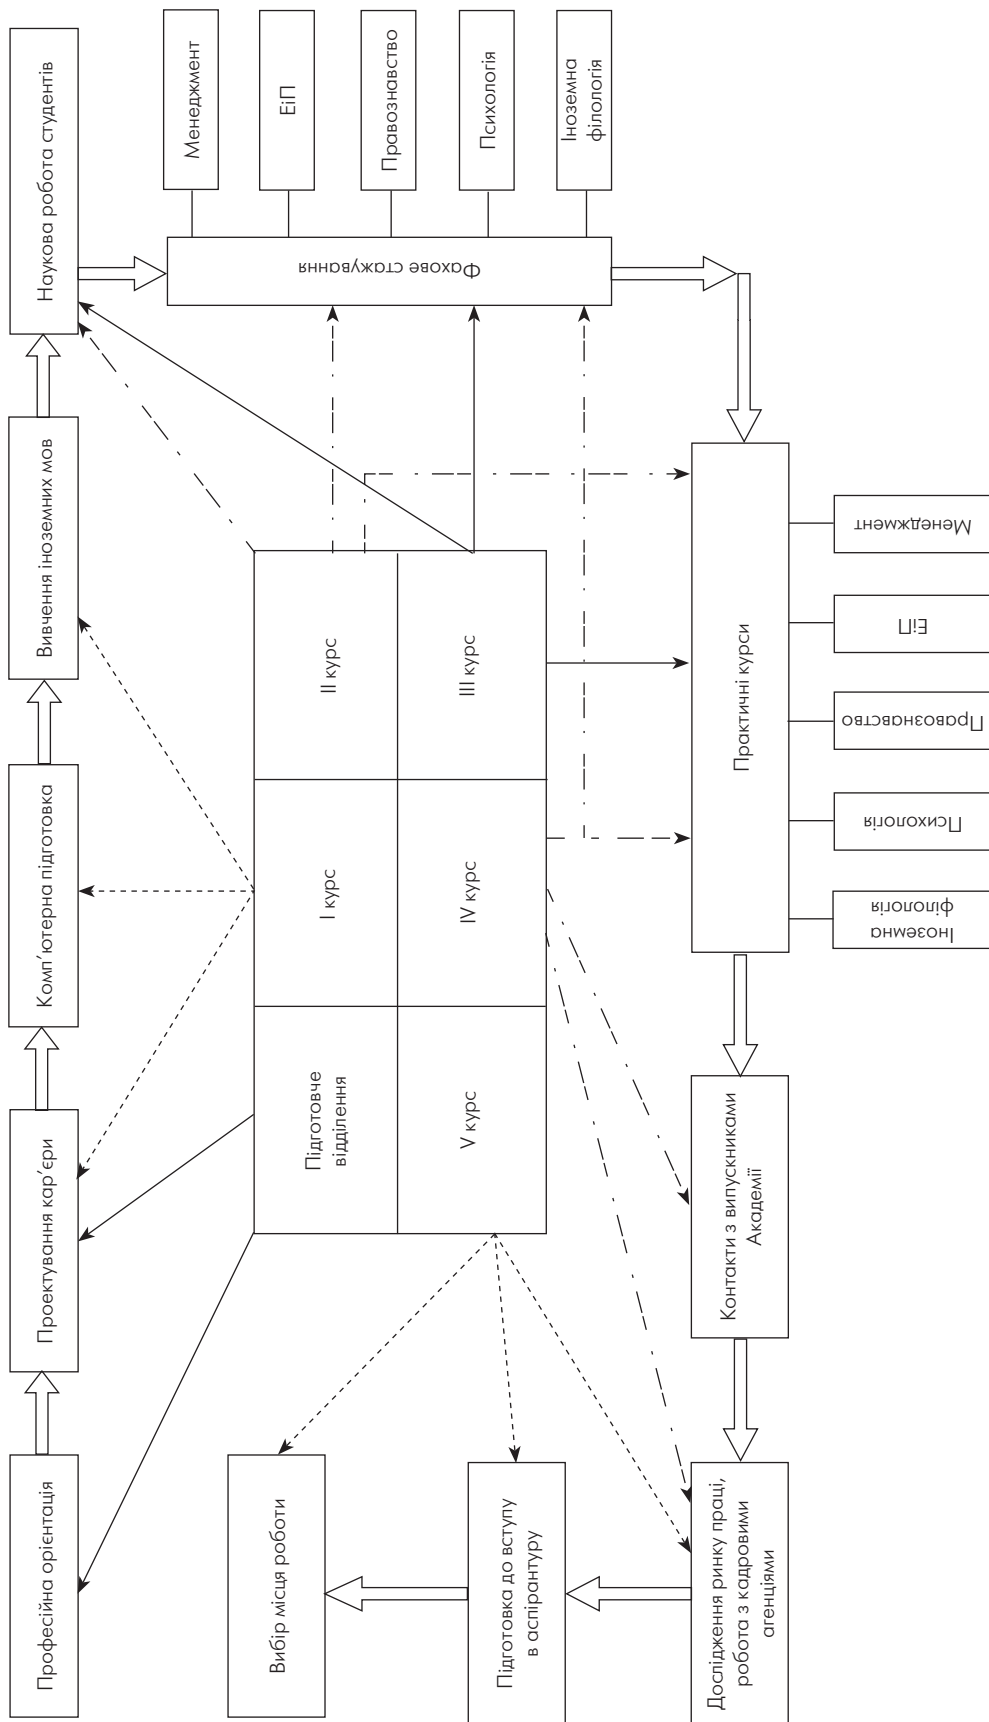 Професійна орієнтація
Проектування кар’єри
Комп’ютерна підготовка
Вивчення іноземних мов
Наукова робота студентів
Менеджмент
ЕіП
Правознавство
Психологія
Іноземна
філологія
Фахове стажування
Підготовче
відділення
І курс
ІІ курс
V курс
IV курс
ІІІ курс
Вибір місця роботи
Підготовка до вступу
в аспірантуру
Дослідження ринку праці,
робота з кадровими
агенціями
Контакти з випускниками
Академії
Практичні курси
Іноземна
філологія
Психологія
Правознавство
ЕіП
Менеджмент